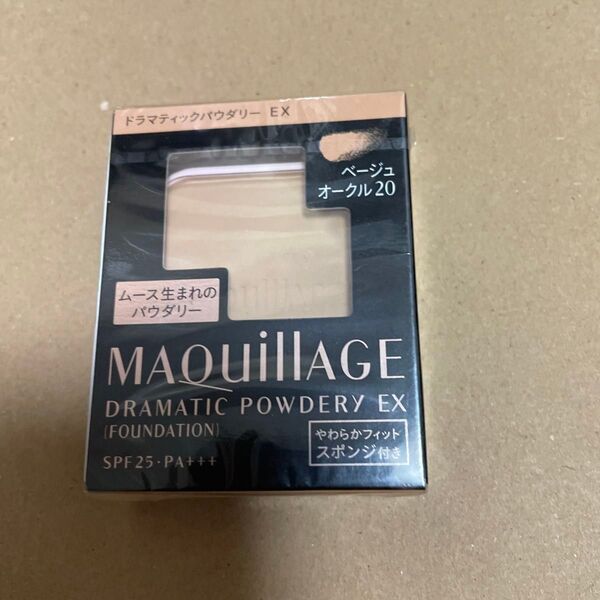 ドラマティックパウダリー EX
ベージュ
オークル20
ムース生まれの
パウダリー
MAQuillAGE
DRAMATIC POWDERY EX
(FOUNDATION)
SPF25・PA+++
やわらかフィット
スポンジ付き